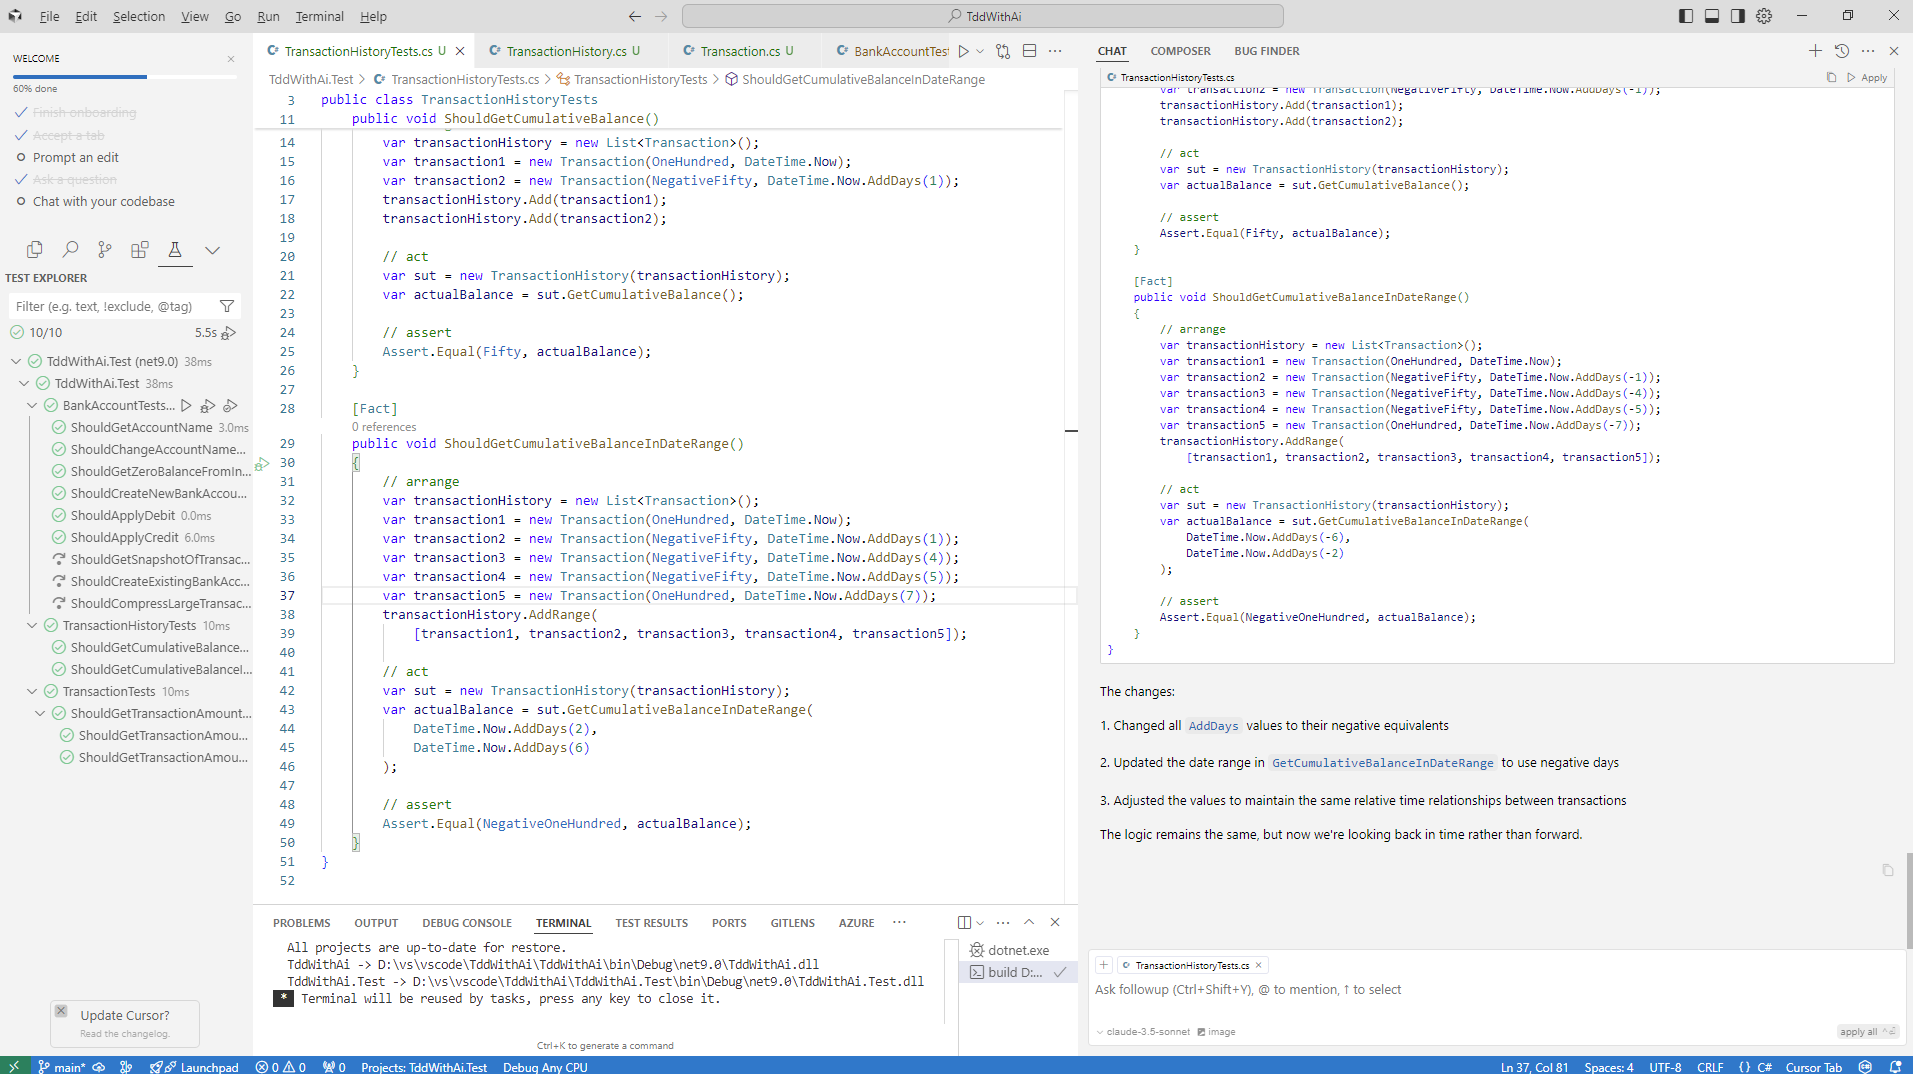 File Edit Selection View Go Run Terminal Help
TddWithAi
WELCOME
60% done
Finish onboarding
Accept a tab
Prompt an edit
Ask a question
Chat with your codebase
TEST EXPLORER
Filter (e.g. text, !exclude, @tag)
10/10 5.5s
TddWithAi.Test (net9.0) 38ms
TddWithAi.Test 38ms
BankAccountTests...
ShouldGetAccountName 3.0ms
ShouldChangeAccountName...
ShouldGetZeroBalanceFromIn...
ShouldCreateNewBankAccou...
ShouldApplyDebit 0.0ms
ShouldApplyCredit 6.0ms
ShouldGetSnapshotOfTransac...
ShouldCreateExistingBankAcc...
ShouldCompressLargeTransac...
TransactionHistoryTests 10ms
ShouldGetCumulativeBalance...
ShouldGetCumulativeBalanceI...
TransactionTests 10ms
ShouldGetTransactionAmount...
ShouldGetTransactionAmou...
ShouldGetTransactionAmou...
Update Cursor?
Read the changelog.
TransactionHistoryTests.cs U TransactionHistory.cs U Transaction.cs U BankAccountTest
TddWithAi.Test > TransactionHistoryTests.cs > TransactionHistoryTests > ShouldGetCumulativeBalanceInDateRange
3 public class TransactionHistoryTests
11 public void ShouldGetCumulativeBalance()
14 var transactionHistory = new List<Transaction>();
15 var transaction1 = new Transaction(OneHundred, DateTime.Now);
16 var transaction2 = new Transaction(NegativeFifty, DateTime.Now.AddDays(1));
17 transactionHistory.Add(transaction1);
18 transactionHistory.Add(transaction2);
19
20 // act
21 var sut = new TransactionHistory(transactionHistory);
22 var actualBalance = sut.GetCumulativeBalance();
23
24 // assert
25 Assert.Equal(Fifty, actualBalance);
26 }
27
28 [Fact]
0 references
29 public void ShouldGetCumulativeBalanceInDateRange()
30 {
31 // arrange
32 var transactionHistory = new List<Transaction>();
33 var transaction1 = new Transaction(OneHundred, DateTime.Now);
34 var transaction2 = new Transaction(NegativeFifty, DateTime.Now.AddDays(1));
35 var transaction3 = new Transaction(NegativeFifty, DateTime.Now.AddDays(4));
36 var transaction4 = new Transaction(NegativeFifty, DateTime.Now.AddDays(5));
37 var transaction5 = new Transaction(OneHundred, DateTime.Now.AddDays(7));
38 transactionHistory.AddRange(
39 [transaction1, transaction2, transaction3, transaction4, transaction5]);
40
41 // act
42 var sut = new TransactionHistory(transactionHistory);
43 var actualBalance = sut.GetCumulativeBalanceInDateRange(
44 DateTime.Now.AddDays(2),
45 DateTime.Now.AddDays(6)
46 );
47
48 // assert
49 Assert.Equal(NegativeOneHundred, actualBalance);
50 }
51 }
52
PROBLEMS OUTPUT DEBUG CONSOLE TERMINAL TEST RESULTS PORTS GITLENS AZURE ···
All projects are up-to-date for restore.
TddWithAi -> D:\vs\vscode\TddWithAi\TddWithAi\bin\Debug\net9.0\TddWithAi.dll
TddWithAi.Test -> D:\vs\vscode\TddWithAi\TddWithAi.Test\bin\Debug\net9.0\TddWithAi.Test.dll
* Terminal will be reused by tasks, press any key to close it.
Ctrl+K to generate a command
dotnet.exe
build D:...
CHAT COMPOSER BUG FINDER
TransactionHistoryTests.cs Apply
var transaction2 = new Transaction(NegativeFifty, DateTime.Now.AddDays(-1));
transactionHistory.Add(transaction1);
transactionHistory.Add(transaction2);
// act
var sut = new TransactionHistory(transactionHistory);
var actualBalance = sut.GetCumulativeBalance();
// assert
Assert.Equal(Fifty, actualBalance);
}
[Fact]
public void ShouldGetCumulativeBalanceInDateRange()
{
// arrange
var transactionHistory = new List<Transaction>();
var transaction1 = new Transaction(OneHundred, DateTime.Now);
var transaction2 = new Transaction(NegativeFifty, DateTime.Now.AddDays(-1));
var transaction3 = new Transaction(NegativeFifty, DateTime.Now.AddDays(-4));
var transaction4 = new Transaction(NegativeFifty, DateTime.Now.AddDays(-5));
var transaction5 = new Transaction(OneHundred, DateTime.Now.AddDays(-7));
transactionHistory.AddRange(
[transaction1, transaction2, transaction3, transaction4, transaction5]);
// act
var sut = new TransactionHistory(transactionHistory);
var actualBalance = sut.GetCumulativeBalanceInDateRange(
DateTime.Now.AddDays(-6),
DateTime.Now.AddDays(-2)
);
// assert
Assert.Equal(NegativeOneHundred, actualBalance);
}
}
The changes:
1. Changed all AddDays values to their negative equivalents
2. Updated the date range in GetCumulativeBalanceInDateRange to use negative days
3. Adjusted the values to maintain the same relative time relationships between transactions
The logic remains the same, but now we're looking back in time rather than forward.
TransactionHistoryTests.cs
Ask followup (Ctrl+Shift+Y), @ to mention, ↑ to select
claude-3.5-sonnet image apply all
main* Launchpad 0 0 0 Projects: TddWithAi.Test Debug Any CPU Ln 37, Col 81 Spaces: 4 UTF-8 CRLF {} C# Cursor Tab